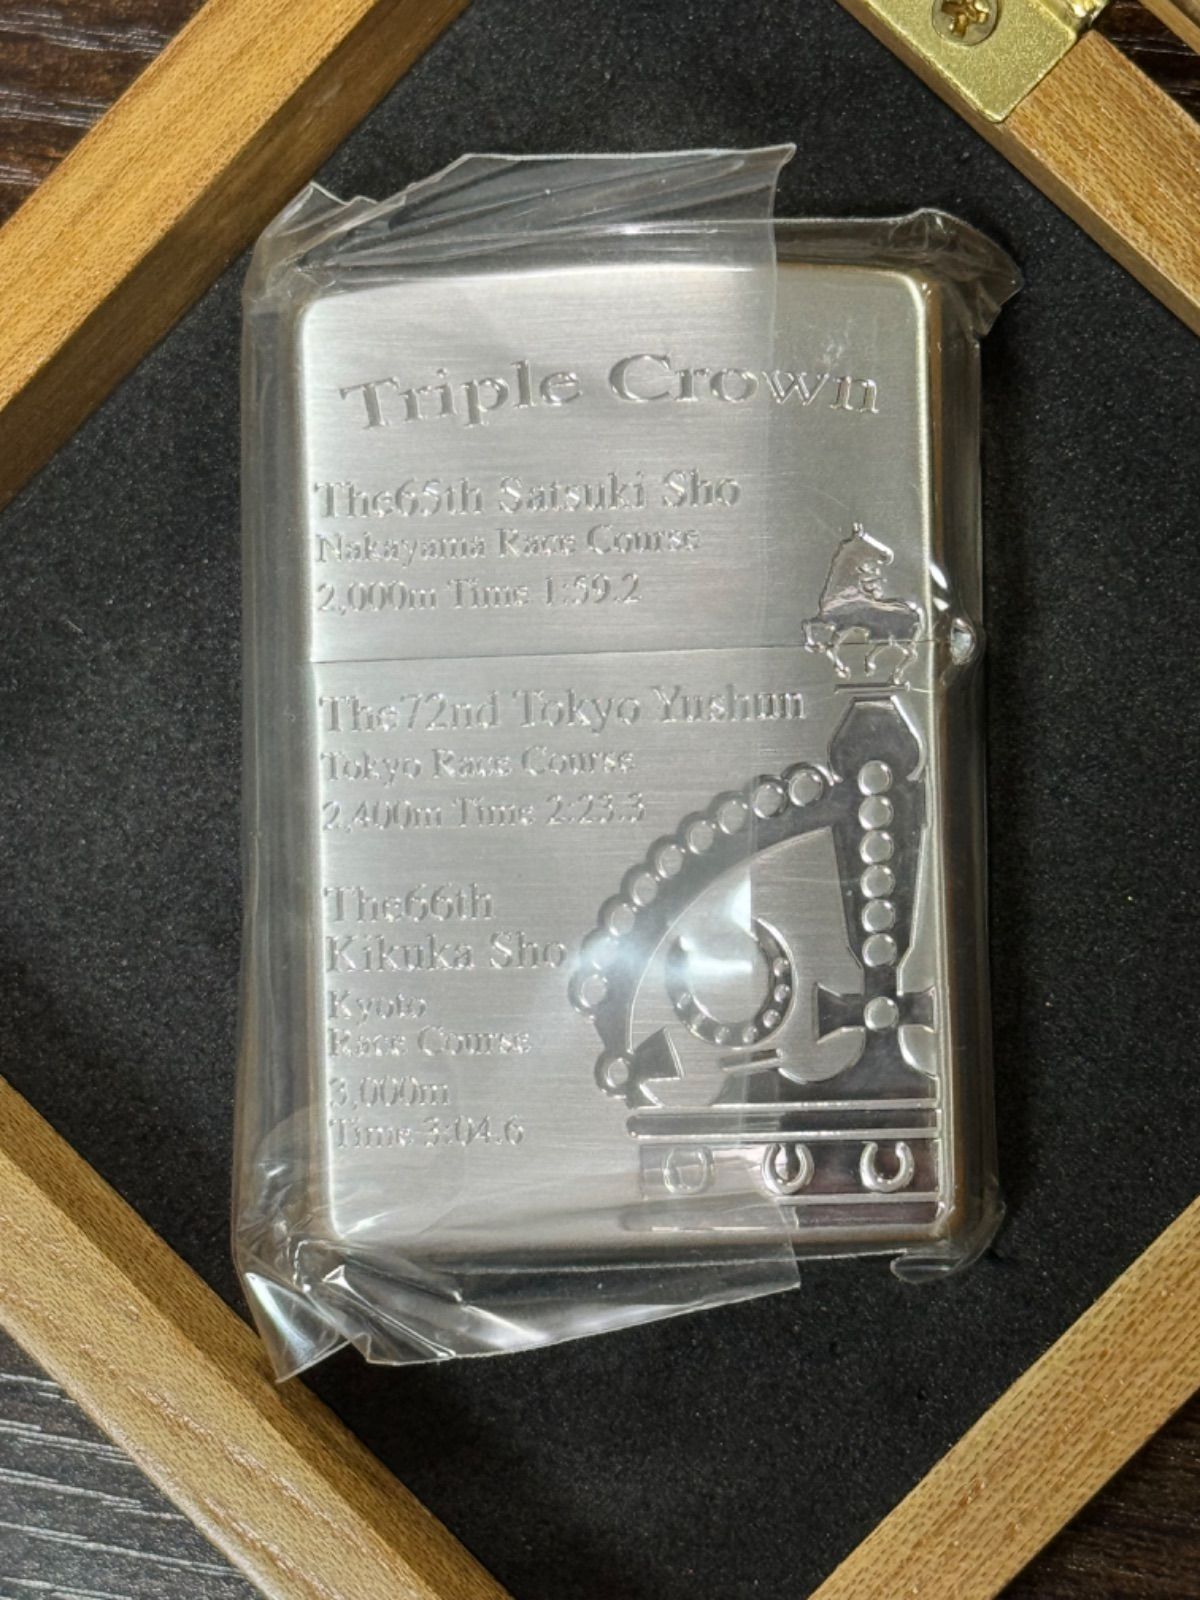 Triple Crown
The65th Satsuki Sho
Nakayama Race Course
2,000m Time 1:59.2
The72nd Tokyo Yushun
Tokyo Race Course
2,400m Time 2:23.3
The66th
Kikuka Sho
Kyoto
Race Course
3,000m
Time 3:04.6